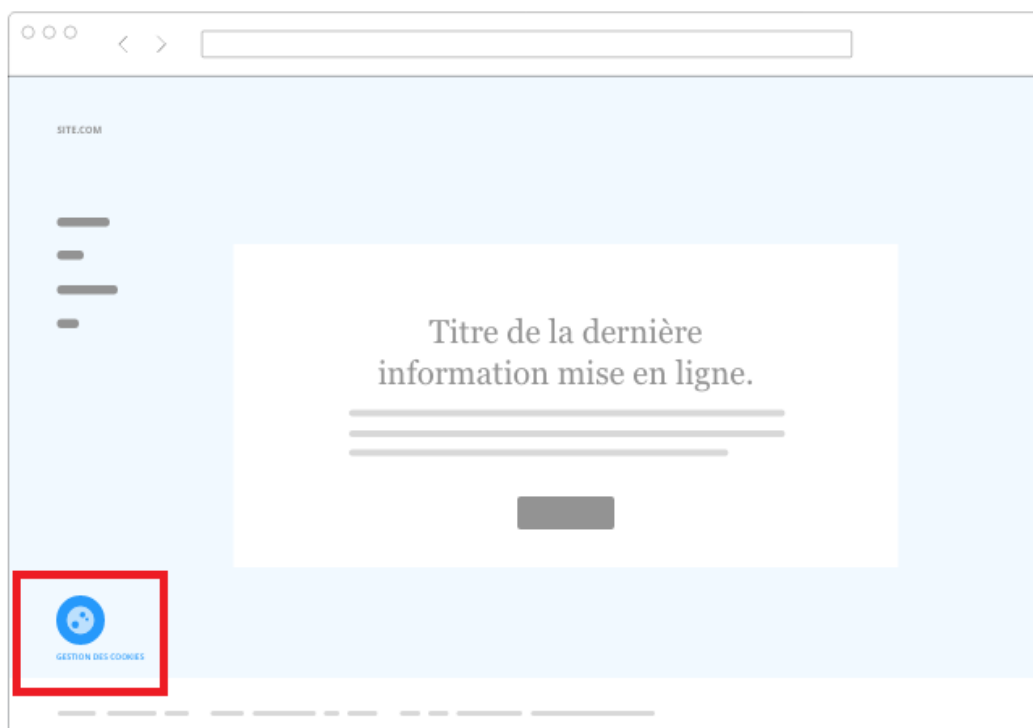 SITE.COM
Titre de la dernière
information mise en ligne.
GESTION DES COOKIES